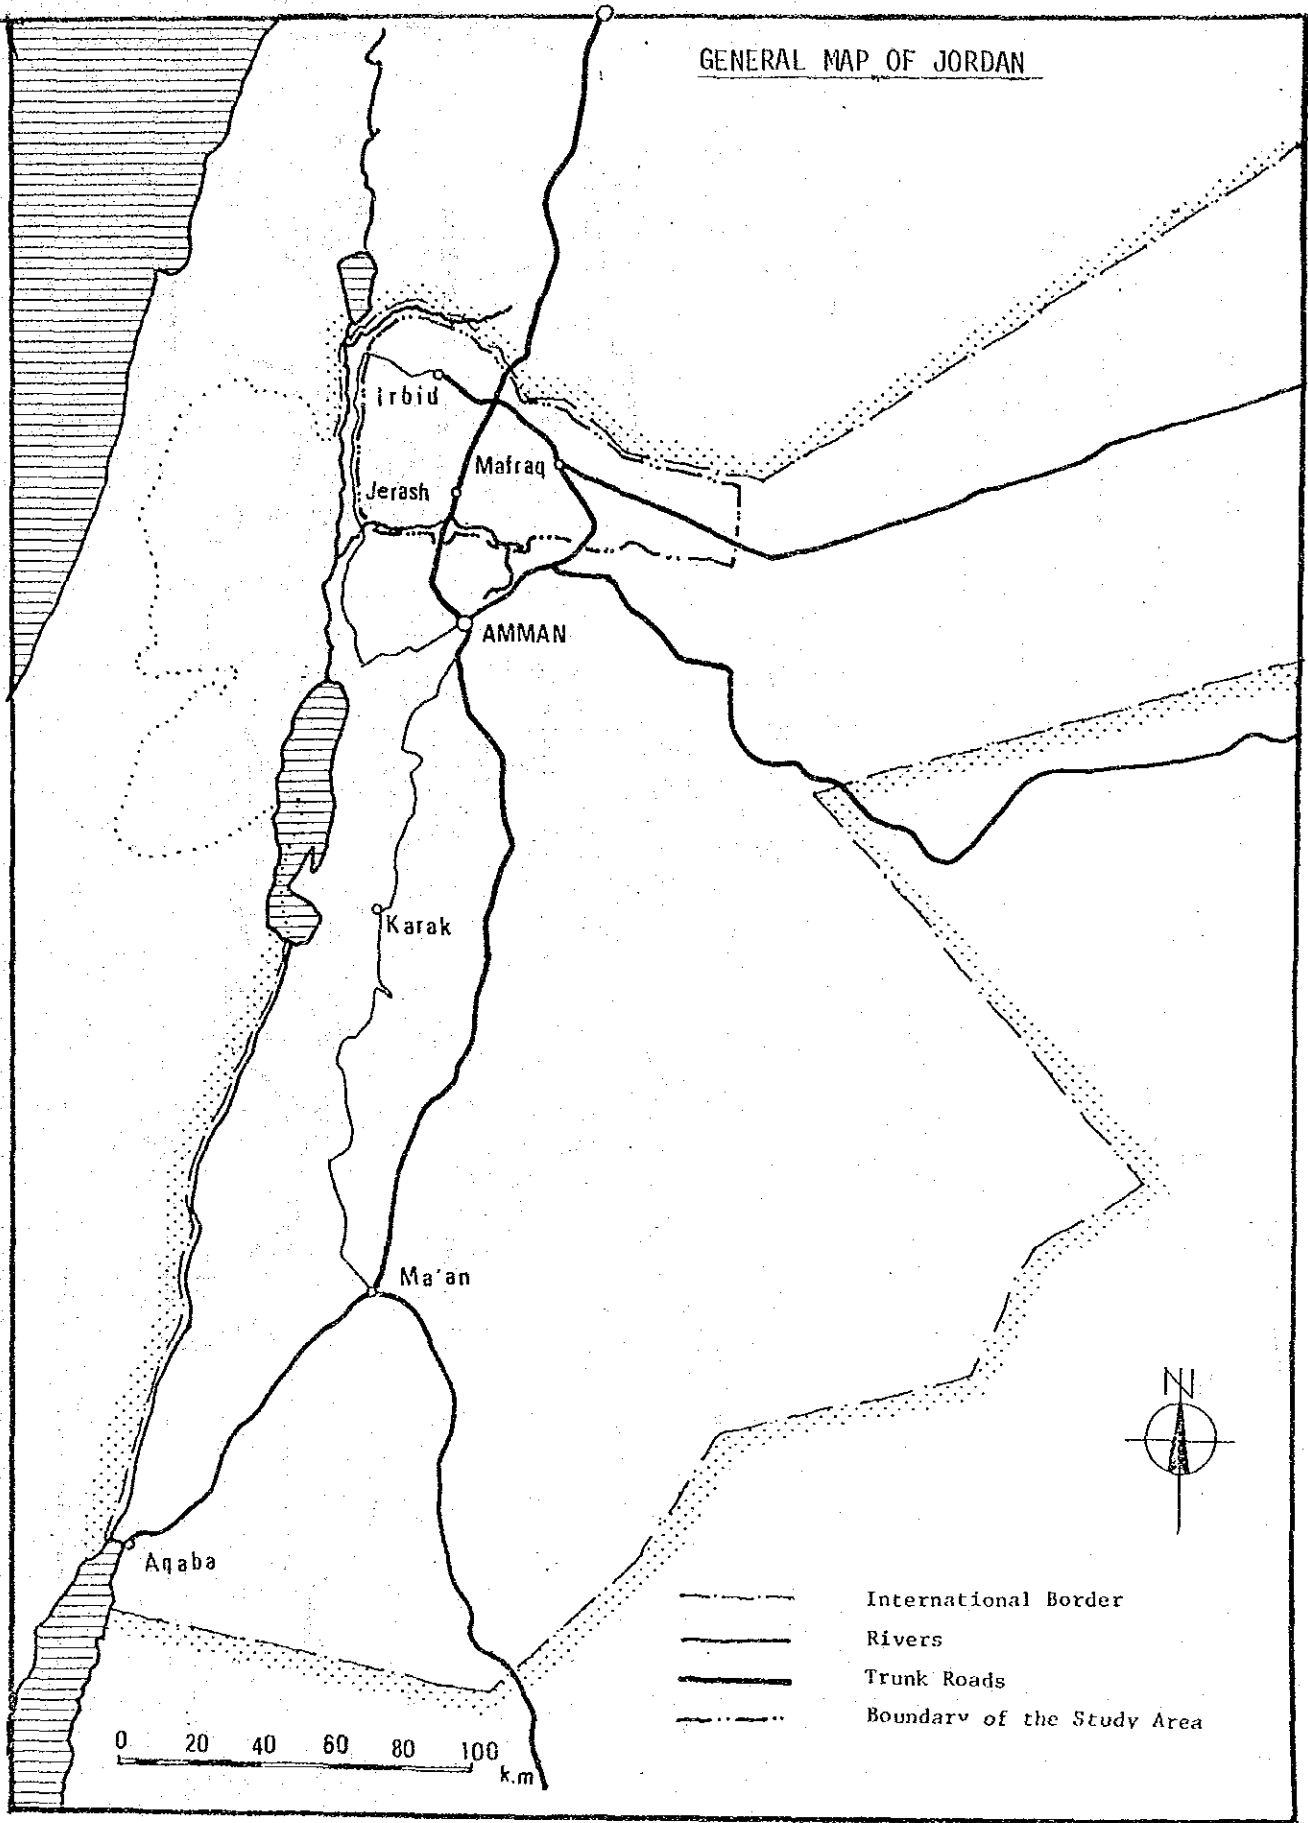 GENERAL MAP OF JORDAN
Irbid
Mafraq
Jerash
AMMAN
Karak
Ma'an
N
Aqaba
International Border
Rivers
Trunk Roads
Boundary of the Study Area
0 20 40 60 80 100
k.m